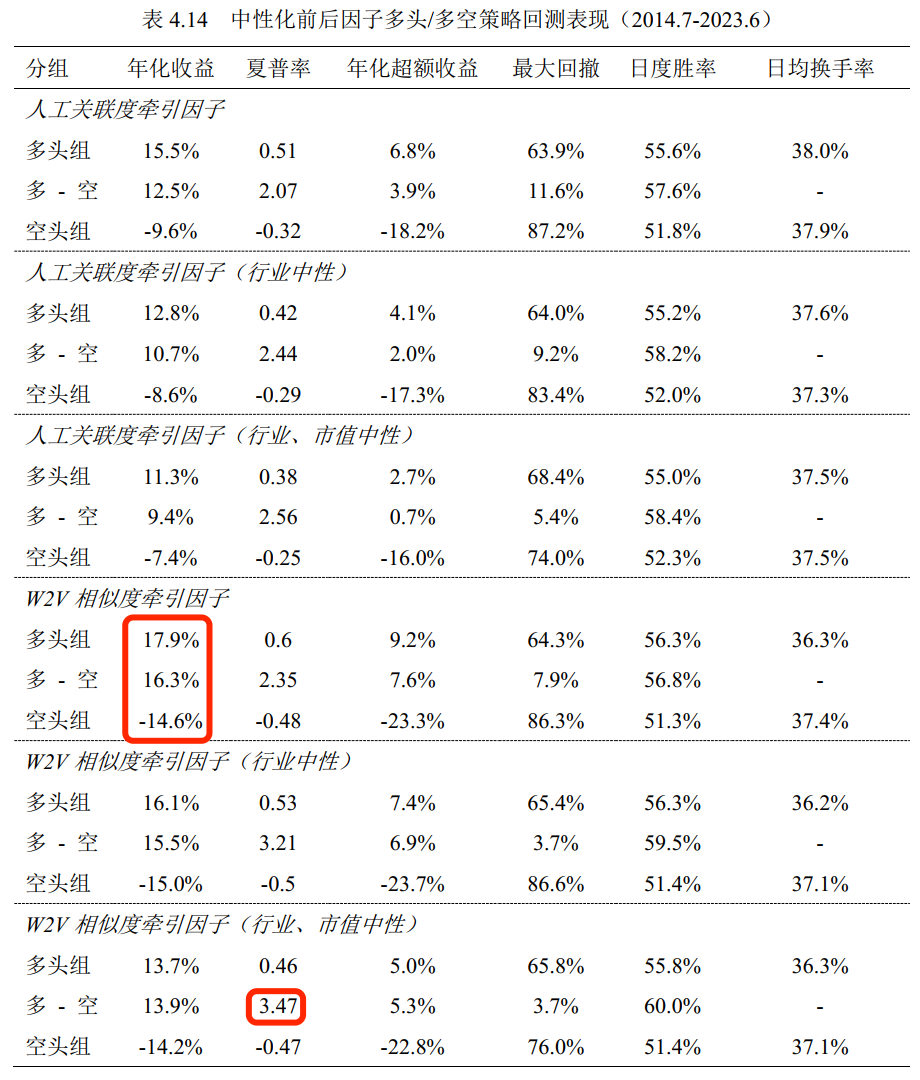 表 4.14 中性化前后因子多头/多空策略回测表现（2014.7-2023.6）
分组 年化收益 夏普率 年化超额收益 最大回撤 日度胜率 日均换手率
人工关联度牵引因子
多头组 15.5% 0.51 6.8% 63.9% 55.6% 38.0%
多 - 空 12.5% 2.07 3.9% 11.6% 57.6% -
空头组 -9.6% -0.32 -18.2% 87.2% 51.8% 37.9%
人工关联度牵引因子（行业中性）
多头组 12.8% 0.42 4.1% 64.0% 55.2% 37.6%
多 - 空 10.7% 2.44 2.0% 9.2% 58.2% -
空头组 -8.6% -0.29 -17.3% 83.4% 52.0% 37.3%
人工关联度牵引因子（行业、市值中性）
多头组 11.3% 0.38 2.7% 68.4% 55.0% 37.5%
多 - 空 9.4% 2.56 0.7% 5.4% 58.4% -
空头组 -7.4% -0.25 -16.0% 74.0% 52.3% 37.5%
W2V 相似度牵引因子
多头组 17.9% 0.6 9.2% 64.3% 56.3% 36.3%
多 - 空 16.3% 2.35 7.6% 7.9% 56.8% -
空头组 -14.6% -0.48 -23.3% 86.3% 51.3% 37.4%
W2V 相似度牵引因子（行业中性）
多头组 16.1% 0.53 7.4% 65.4% 56.3% 36.2%
多 - 空 15.5% 3.21 6.9% 3.7% 59.5% -
空头组 -15.0% -0.5 -23.7% 86.6% 51.4% 37.1%
W2V 相似度牵引因子（行业、市值中性）
多头组 13.7% 0.46 5.0% 65.8% 55.8% 36.3%
多 - 空 13.9% 3.47 5.3% 3.7% 60.0% -
空头组 -14.2% -0.47 -22.8% 76.0% 51.4% 37.1%